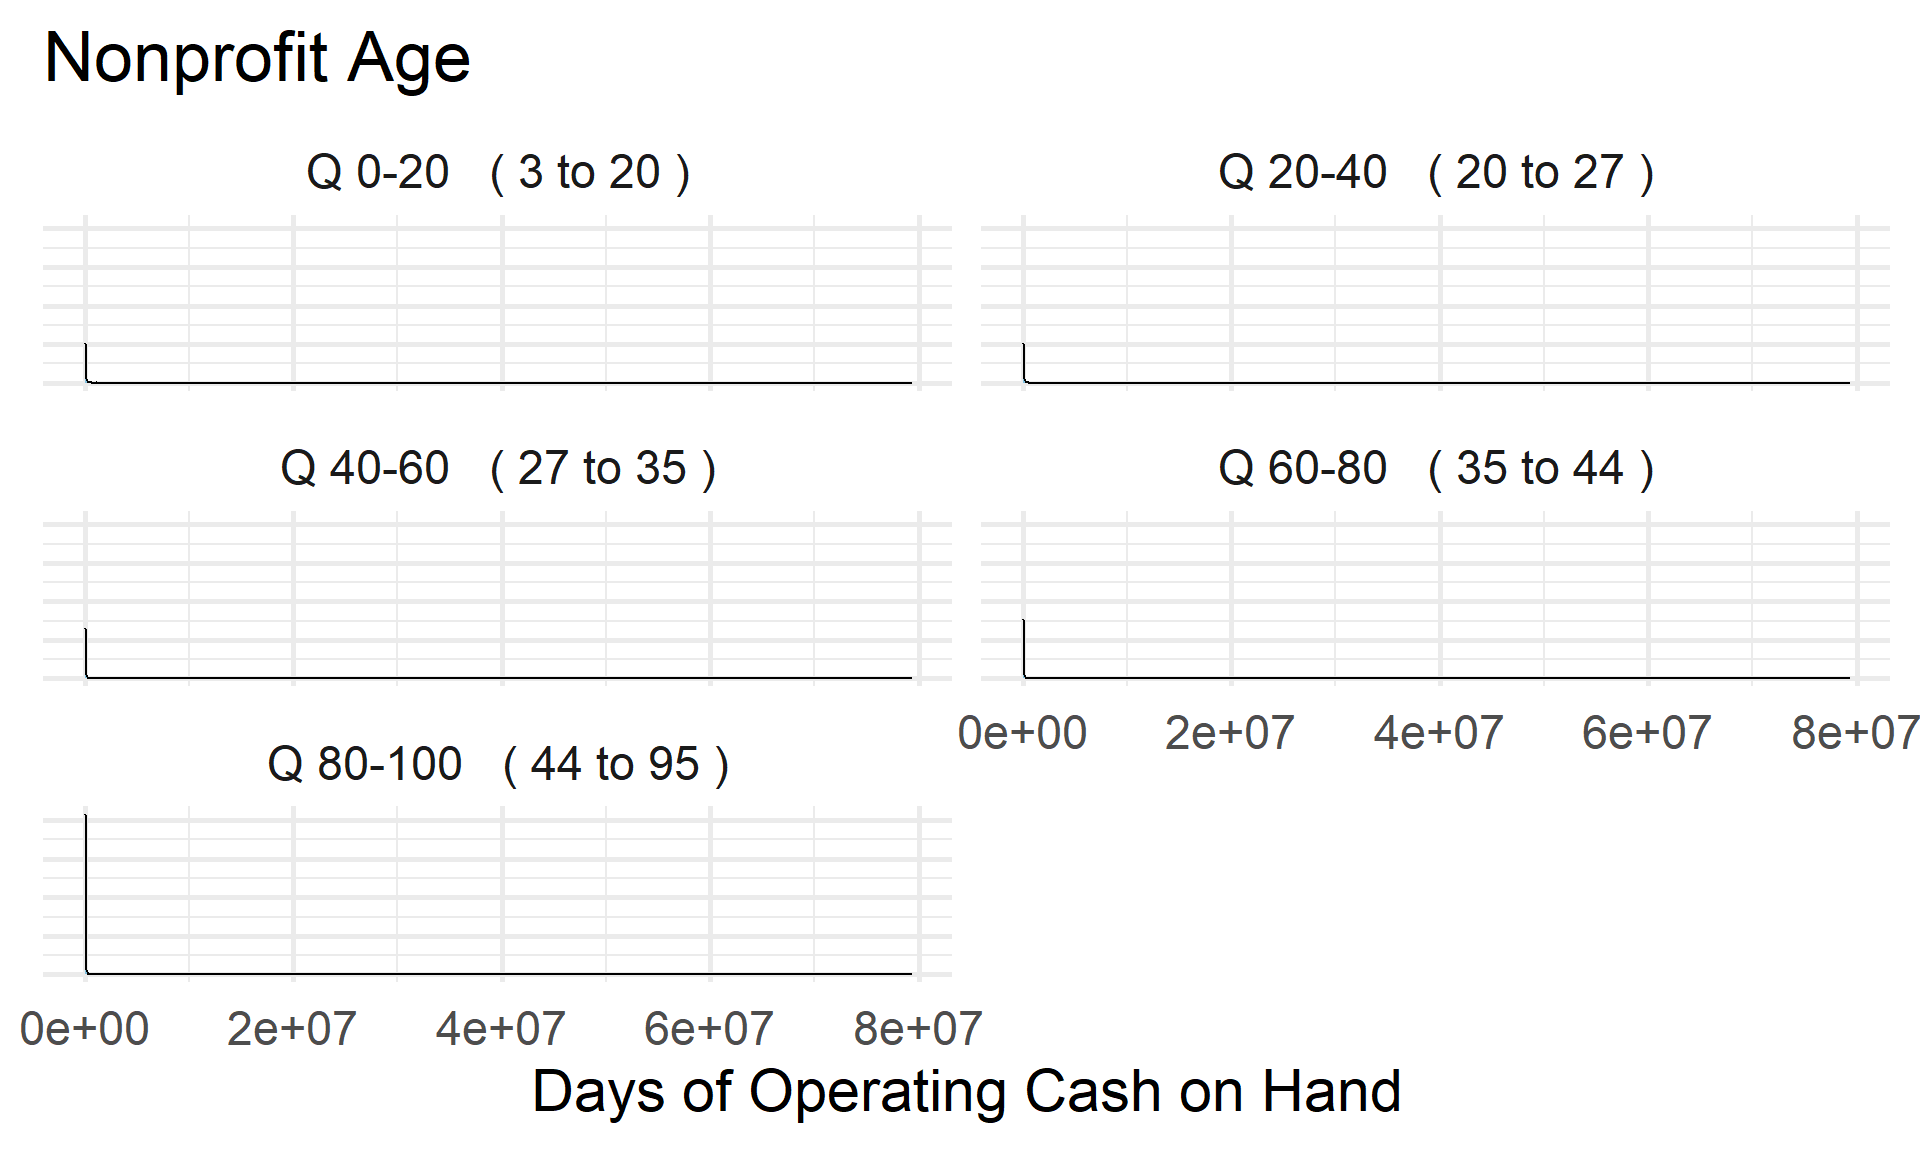 Nonprofit Age
Q 0-20 ( 3 to 20 )
Q 20-40 ( 20 to 27 )
Q 40-60 ( 27 to 35 )
Q 60-80 ( 35 to 44 )
0e+00 2e+07 4e+07 6e+07 8e+07
Q 80-100 ( 44 to 95 )
0e+00 2e+07 4e+07 6e+07 8e+07
Days of Operating Cash on Hand